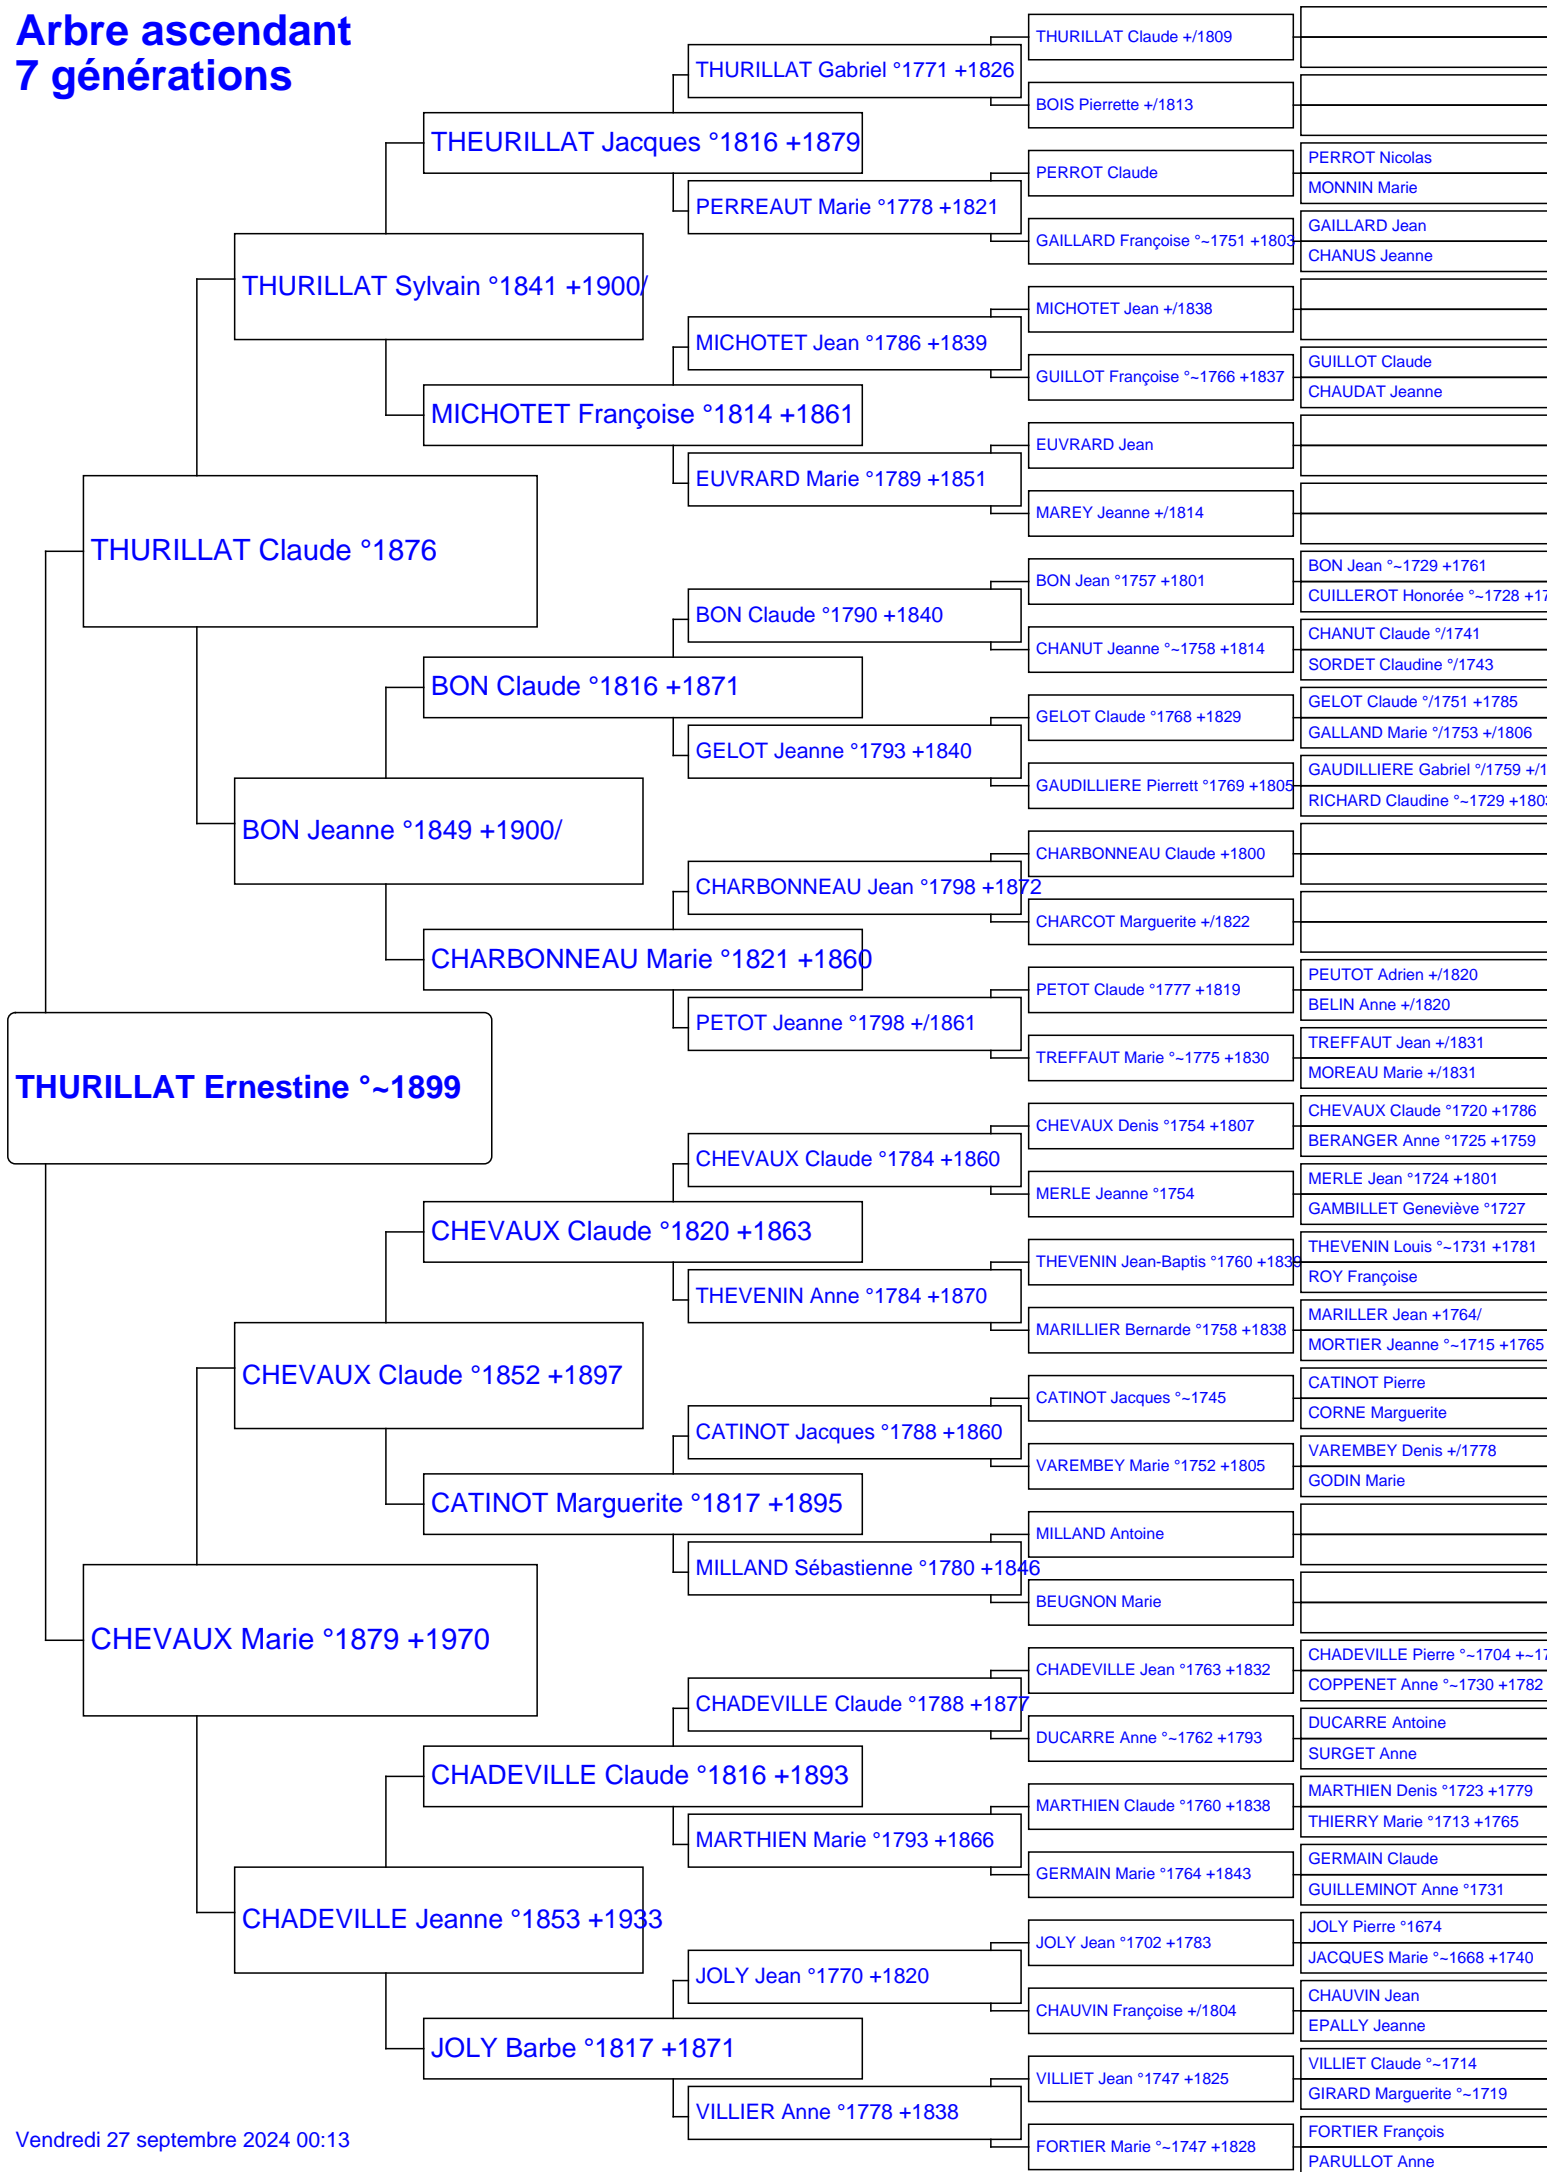 Arbre ascendant
7 générations
THURILLAT Ernestine °~1899
THURILLAT Claude °1876
CHEVAUX Marie °1879 +1970
THURILLAT Sylvain °1841 +1900/
BON Jeanne °1849 +1900/
CHEVAUX Claude °1852 +1897
CHADEVILLE Jeanne °1853 +1933
THEURILLAT Jacques °1816 +1879
MICHOTET Françoise °1814 +1861
BON Claude °1816 +1871
CHARBONNEAU Marie °1821 +1860
CHEVAUX Claude °1820 +1863
CATINOT Marguerite °1817 +1895
CHADEVILLE Claude °1816 +1893
JOLY Barbe °1817 +1871
THURILLAT Gabriel °1771 +1826
PERREAUT Marie °1778 +1821
MICHOTET Jean °1786 +1839
EUVRARD Marie °1789 +1851
BON Claude °1790 +1840
GELOT Jeanne °1793 +1840
CHARBONNEAU Jean °1798 +1872
PETOT Jeanne °1798 +/1861
CHEVAUX Claude °1784 +1860
THEVENIN Anne °1784 +1870
CATINOT Jacques °1788 +1860
MILLAND Sébastienne °1780 +1846
CHADEVILLE Claude °1788 +1877
MARTHIEN Marie °1793 +1866
JOLY Jean °1770 +1820
VILLIER Anne °1778 +1838
THURILLAT Claude +/1809
BOIS Pierrette +/1813
PERROT Claude
GAILLARD Françoise °~1751 +1803
MICHOTET Jean +/1838
GUILLOT Françoise °~1766 +1837
EUVRARD Jean
MAREY Jeanne +/1814
BON Jean °1757 +1801
CHANUT Jeanne °~1758 +1814
GELOT Claude °1768 +1829
GAUDILLIERE Pierrett °1769 +1805
CHARBONNEAU Claude +1800
CHARCOT Marguerite +/1822
PETOT Claude °1777 +1819
TREFFAUT Marie °~1775 +1830
CHEVAUX Denis °1754 +1807
MERLE Jeanne °1754
THEVENIN Jean-Baptis °1760 +1839
MARILLIER Bernarde °1758 +1838
CATINOT Jacques °~1745
VAREMBEY Marie °1752 +1805
MILLAND Antoine
BEUGNON Marie
CHADEVILLE Jean °1763 +1832
DUCARRE Anne °~1762 +1793
MARTHIEN Claude °1760 +1838
GERMAIN Marie °1764 +1843
JOLY Jean °1702 +1783
CHAUVIN Françoise +/1804
VILLIET Jean °1747 +1825
FORTIER Marie °~1747 +1828
PERROT Nicolas
MONNIN Marie
GAILLARD Jean
CHANUS Jeanne
GUILLOT Claude
CHAUDAT Jeanne
BON Jean °~1729 +1761
CUILLEROT Honorée °~1728 +17
CHANUT Claude °/1741
SORDET Claudine °/1743
GELOT Claude °/1751 +1785
GALLAND Marie °/1753 +/1806
GAUDILLIERE Gabriel °/1759 +/1
RICHARD Claudine °~1729 +1803
PEUTOT Adrien +/1820
BELIN Anne +/1820
TREFFAUT Jean +/1831
MOREAU Marie +/1831
CHEVAUX Claude °1720 +1786
BERANGER Anne °1725 +1759
MERLE Jean °1724 +1801
GAMBILLET Geneviève °1727
THEVENIN Louis °~1731 +1781
ROY Françoise
MARILLER Jean +1764/
MORTIER Jeanne °~1715 +1765
CATINOT Pierre
CORNE Marguerite
VAREMBEY Denis +/1778
GODIN Marie
CHADEVILLE Pierre °~1704 +~17
COPPENET Anne °~1730 +1782
DUCARRE Antoine
SURGET Anne
MARTHIEN Denis °1723 +1779
THIERRY Marie °1713 +1765
GERMAIN Claude
GUILLEMINOT Anne °1731
JOLY Pierre °1674
JACQUES Marie °~1668 +1740
CHAUVIN Jean
EPALLY Jeanne
VILLIET Claude °~1714
GIRARD Marguerite °~1719
FORTIER François
PARULLOT Anne
Vendredi 27 septembre 2024 00:13